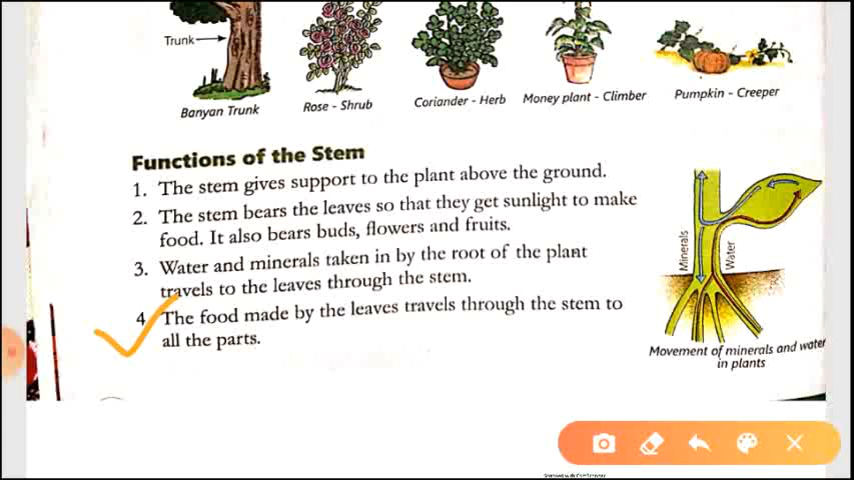 Trunk
Banyan Trunk
Rose - Shrub
Coriander - Herb
Money plant - Climber
Pumpkin - Creeper
Functions of the Stem
1. The stem gives support to the plant above the ground.
2. The stem bears the leaves so that they get sunlight to make
food. It also bears buds, flowers and fruits.
3. Water and minerals taken in by the root of the plant
travels to the leaves through the stem.
4 The food made by the leaves travels through the stem to
all the parts.
Minerals
Water
Movement of minerals and water
in plants